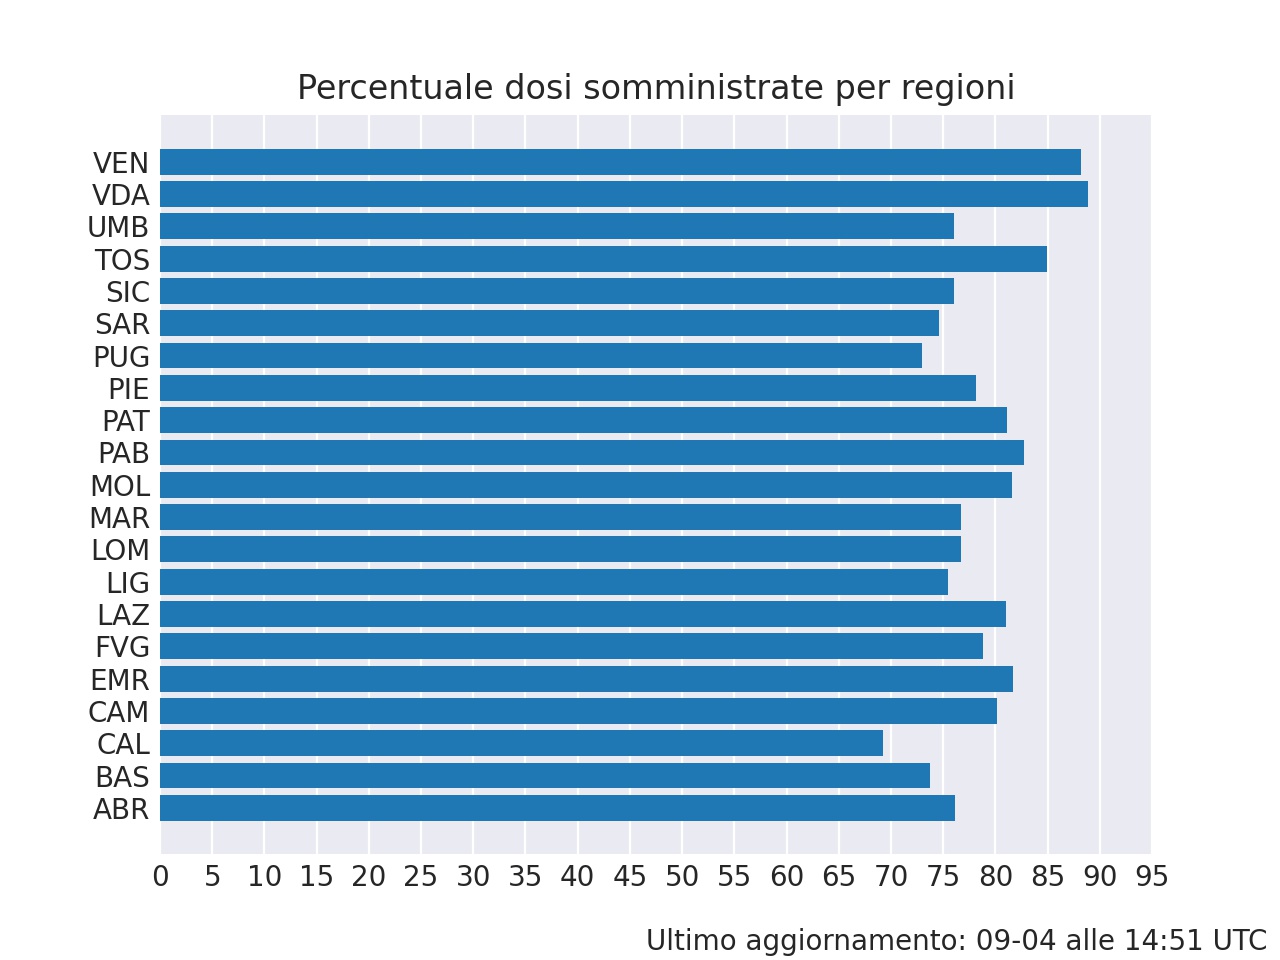 Percentuale dosi somministrate per regioni
VEN
VDA
UMB
TOS
SIC
SAR
PUG
PIE
PAT
PAB
MOL
MAR
LOM
LIG
LAZ
FVG
EMR
CAM
CAL
BAS
ABR
0 5 10 15 20 25 30 35 40 45 50 55 60 65 70 75 80 85 90 95
Ultimo aggiornamento: 09-04 alle 14:51 UTC